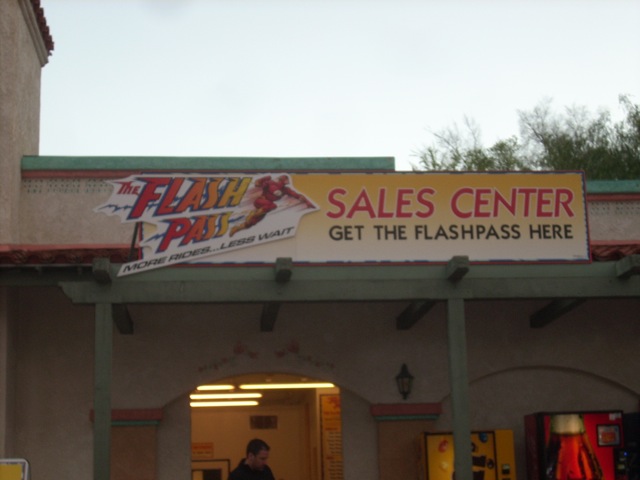 THE
FLASH
PASS
MORE RIDES...LESS WAIT
SALES CENTER
GET THE FLASHPASS HERE